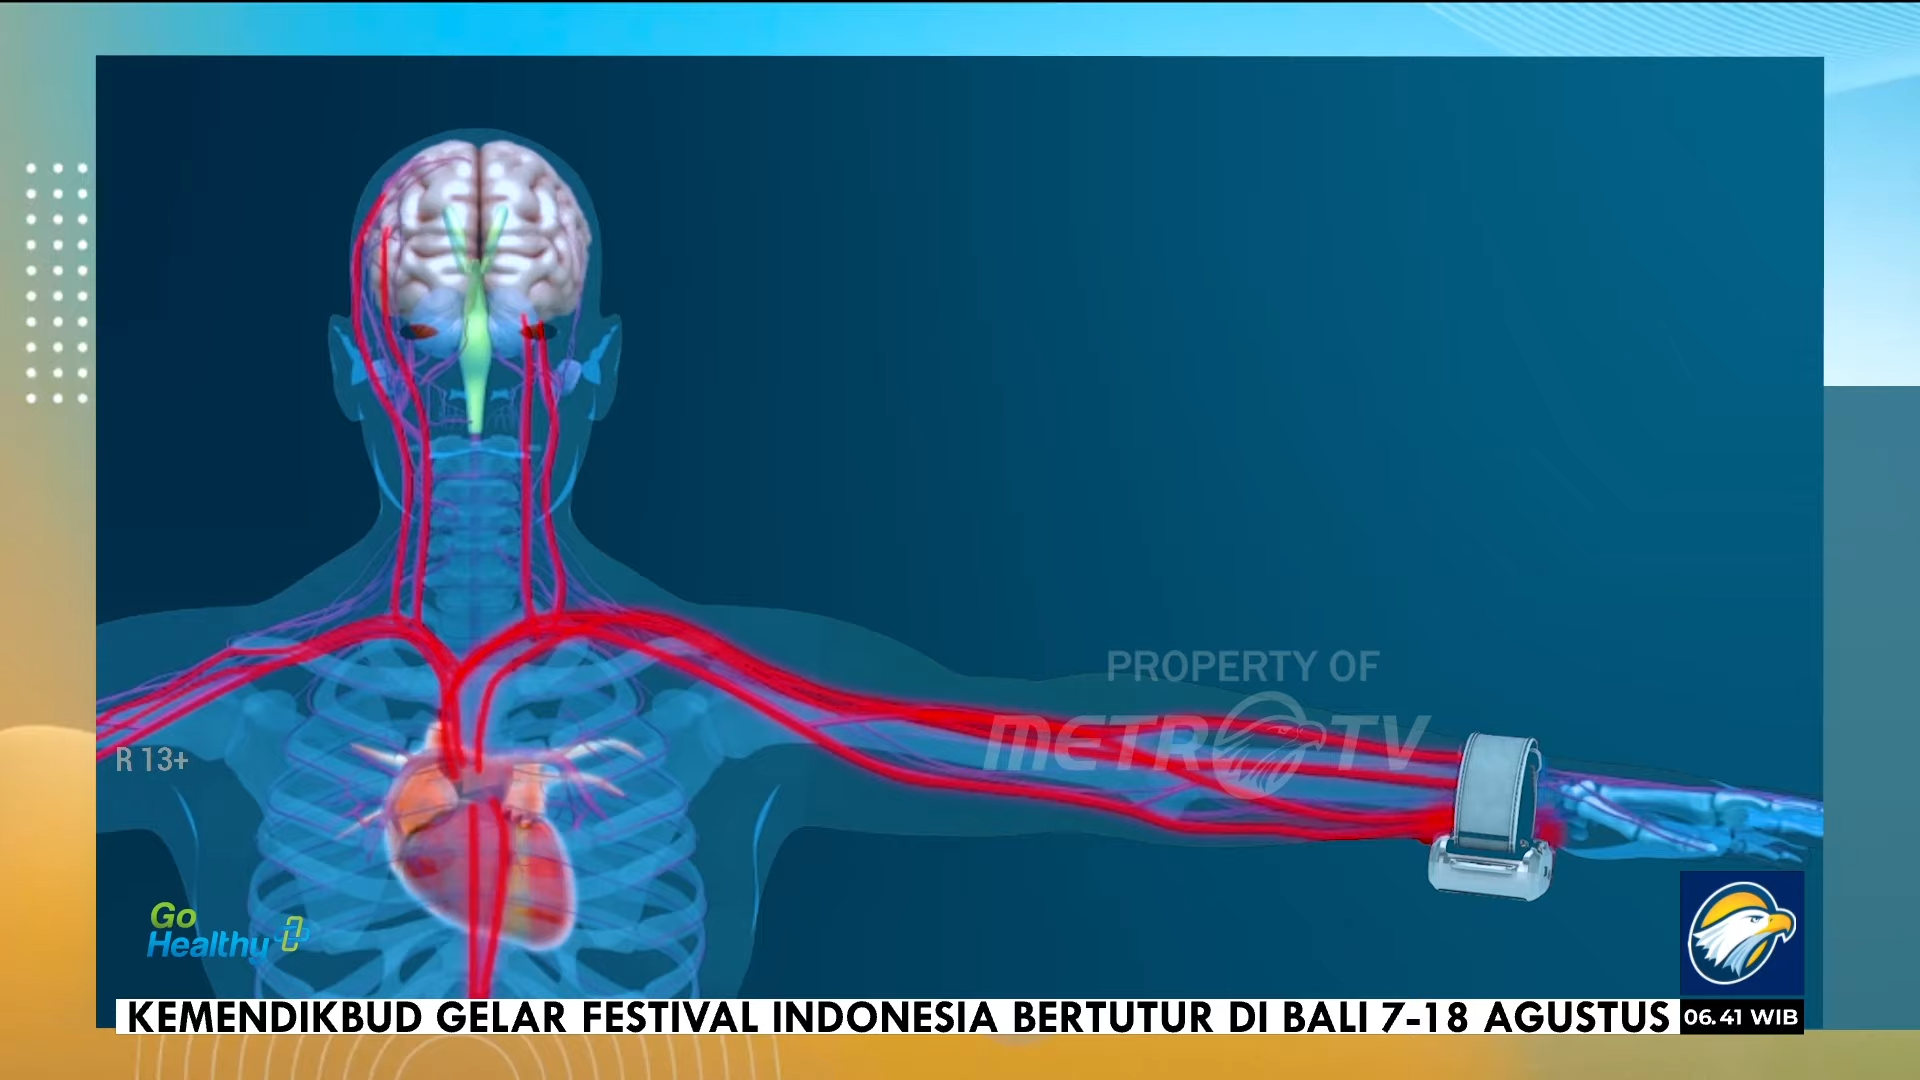 PROPERTY OF
METRO TV
R 13+
Go
Healthy
KEMENDIKBUD GELAR FESTIVAL INDONESIA BERTUTUR DI BALI 7-18 AGUSTUS
06.41 WIB